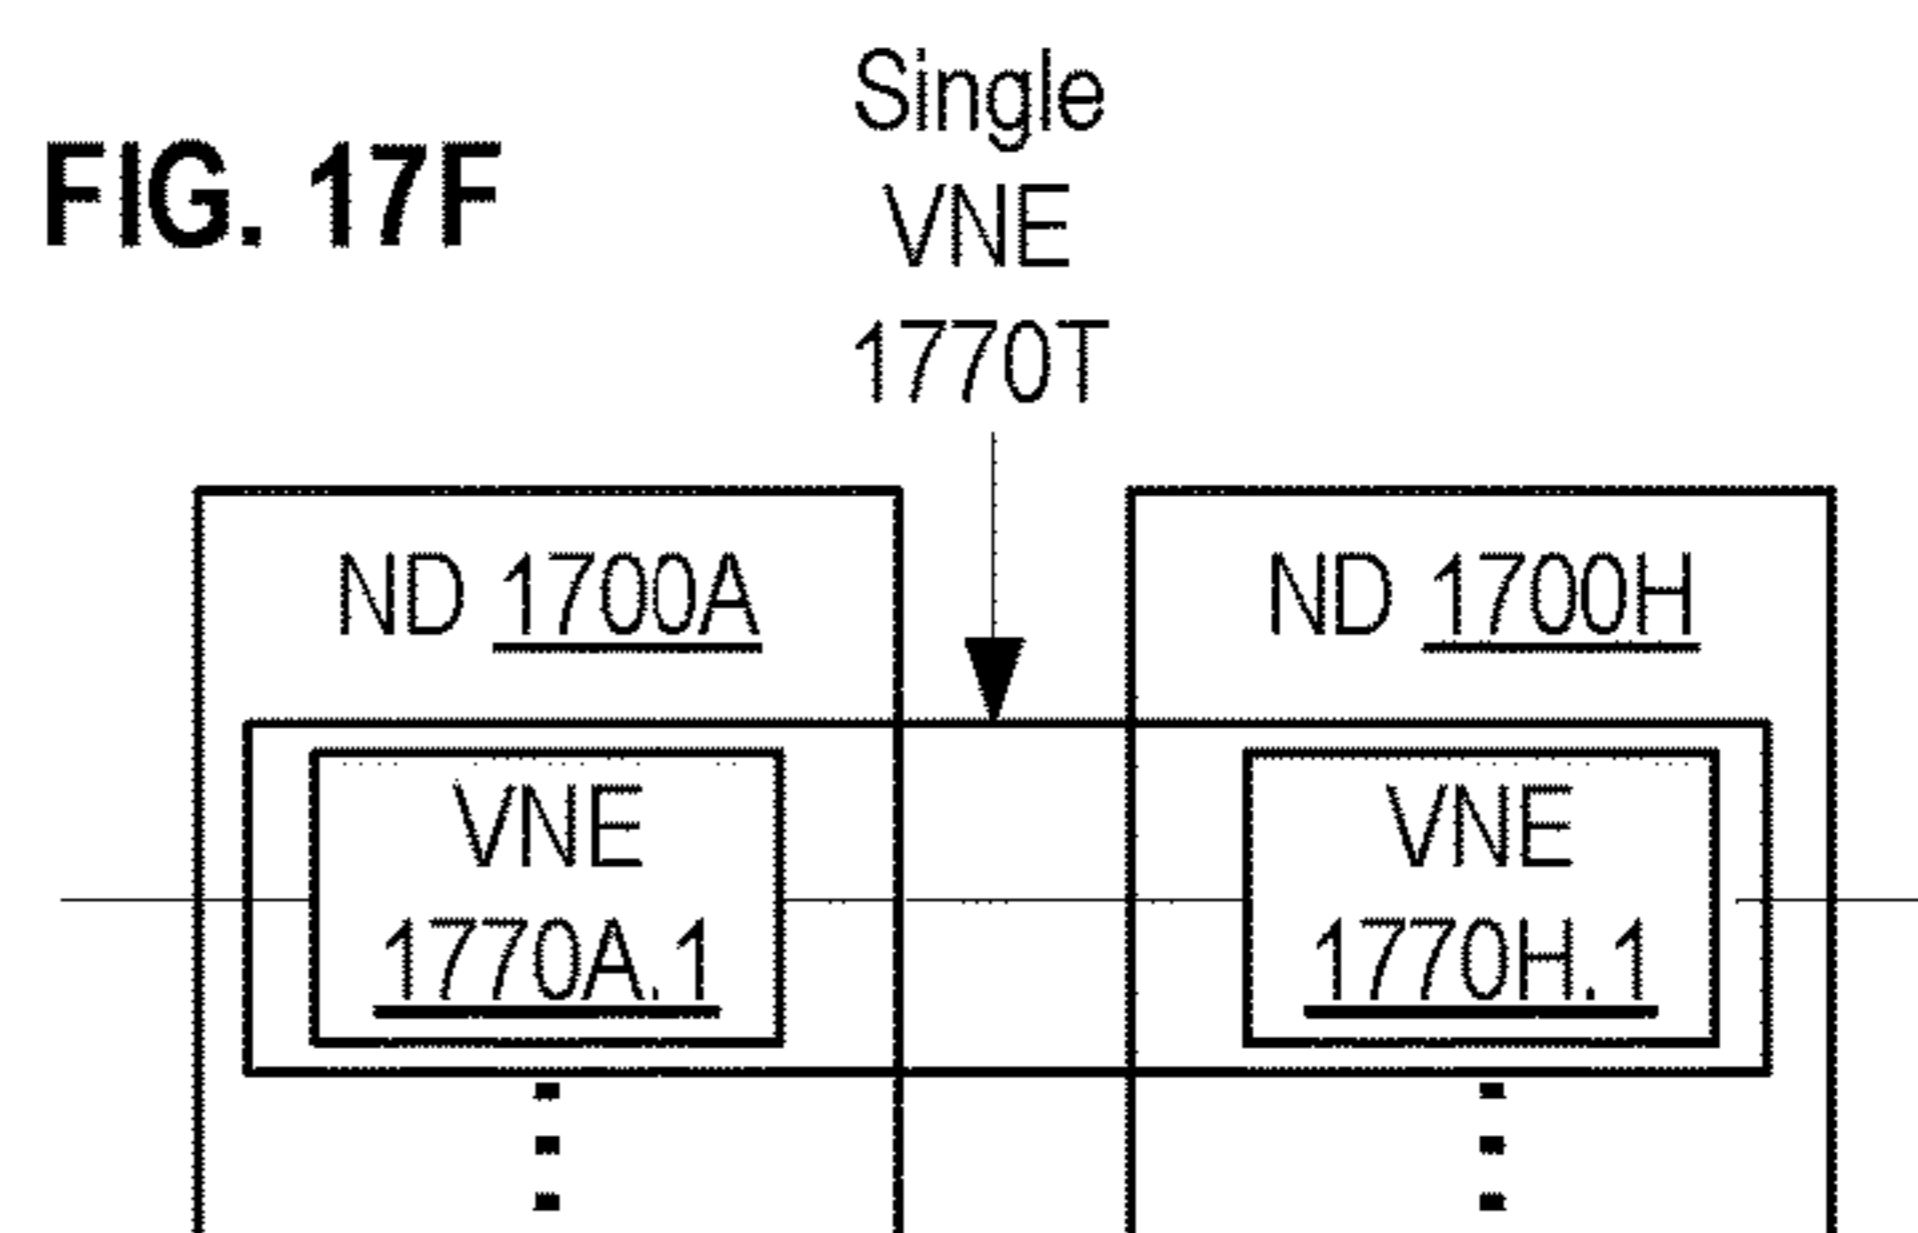 FIG. 17F
Single
VNE
1770T
ND 1700A
ND 1700H
VNE
1770A.1
VNE
1770H.1